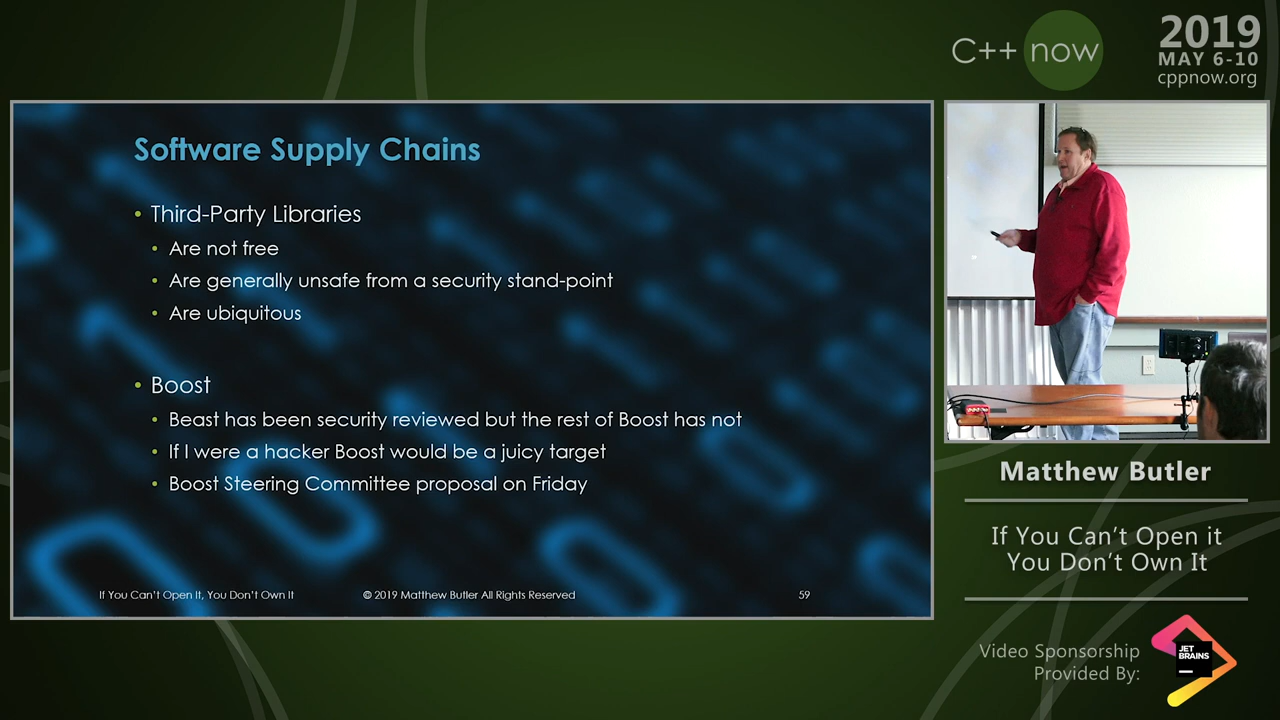 C++ now
2019
MAY 6-10
cppnow.org
Software Supply Chains
• Third-Party Libraries
• Are not free
• Are generally unsafe from a security stand-point
• Are ubiquitous
• Boost
• Beast has been security reviewed but the rest of Boost has not
• If I were a hacker Boost would be a juicy target
• Boost Steering Committee proposal on Friday
If You Can't Open It, You Don't Own It
© 2019 Matthew Butler All Rights Reserved
59
Matthew Butler
If You Can't Open it
You Don't Own It
Video Sponsorship
Provided By:
JET
BRAINS